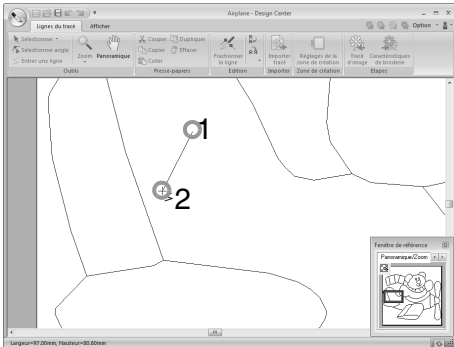 Airplane - Design Center
Lignes du tracé
Afficher
Option
Sélectionner
Sélectionner angle
Entrer une ligne
Zoom
Panoramique
Outils
Couper
Dupliquer
Copier
Effacer
Coller
Presse-papiers
Fractionner la ligne
Edition
Importer tracé
Importer
Réglages de la zone de création
Zone de création
Tracé d'image
Caractéristiques de broderie
Etapes
1
2
Fenêtre de référence
Panoramique/Zoom
Largeur=97.00mm, Hauteur=80.60mm